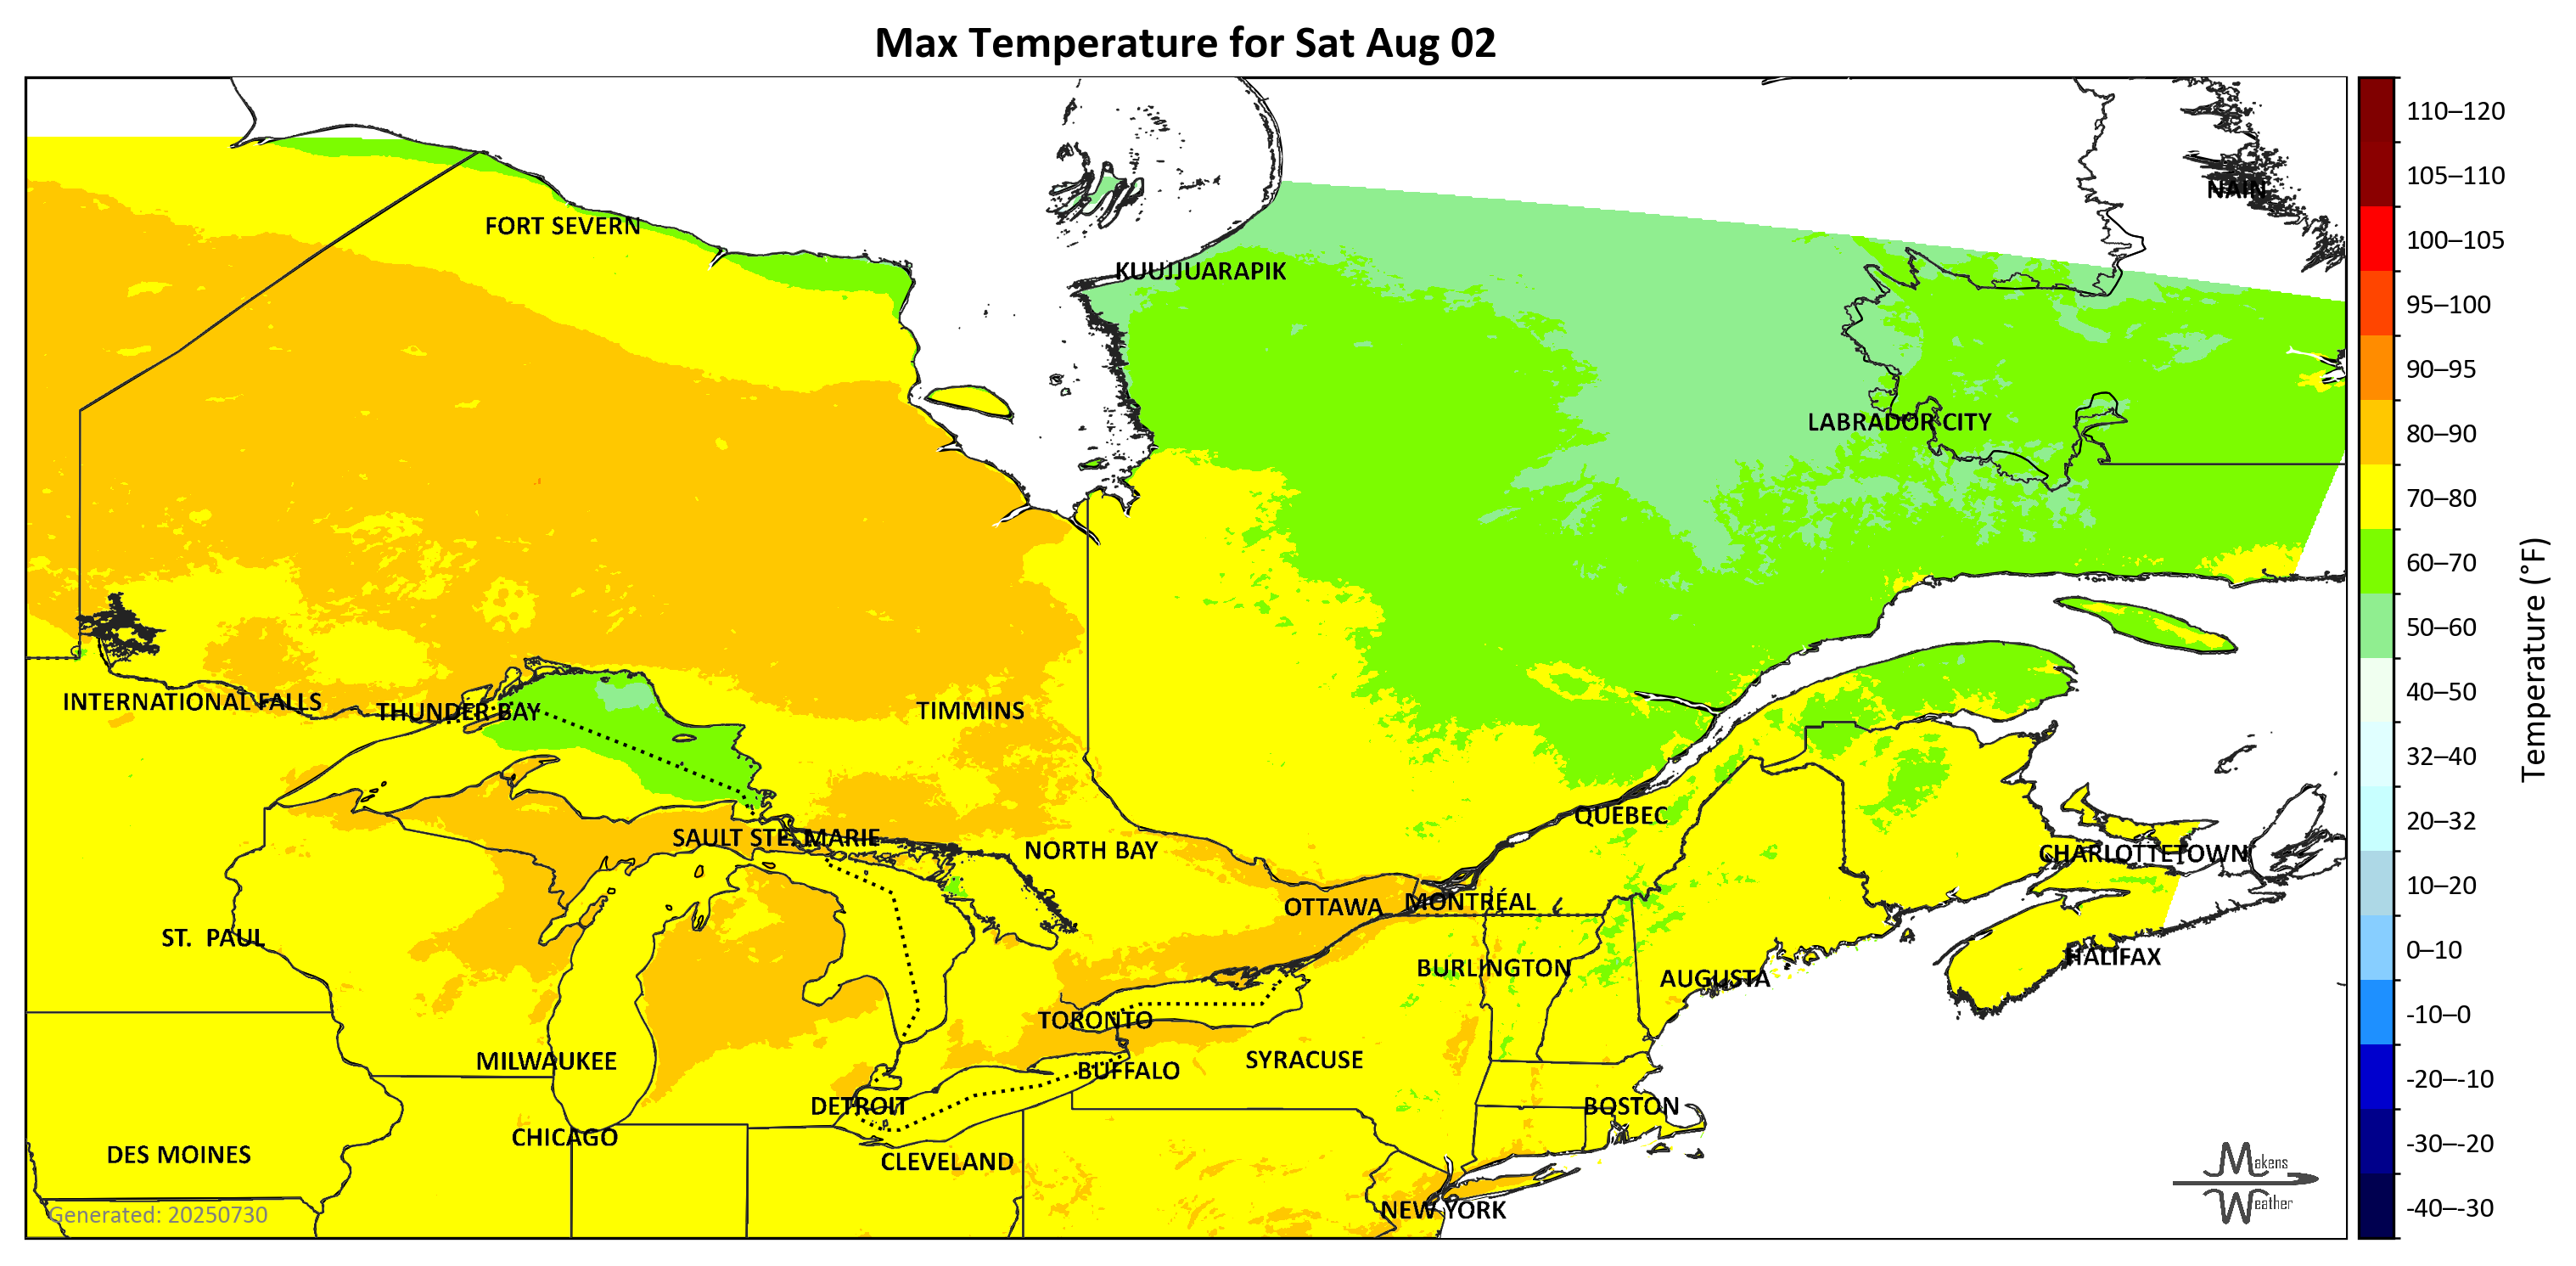 Max Temperature for Sat Aug 02
110–120
105–110
NAIN
FORT SEVERN
100–105
KUUJJUARAPIK
95–100
90–95
LABRADOR CITY
80–90
70–80
60–70
50–60
Temperature (°F)
40–50
INTERNATIONAL FALLS
THUNDER BAY
TIMMINS
32–40
QUÉBEC
20–32
SAULT STE. MARIE
NORTH BAY
CHARLOTTETOWN
10–20
OTTAWA
MONTRÉAL
ST. PAUL
0–10
HALIFAX
BURLINGTON
AUGUSTA
-10–0
TORONTO
MILWAUKEE
SYRACUSE
BUFFALO
-20–-10
DETROIT
BOSTON
CHICAGO
-30–-20
DES MOINES
CLEVELAND
Makens
Weather
NEW YORK
-40–-30
Generated: 20250730